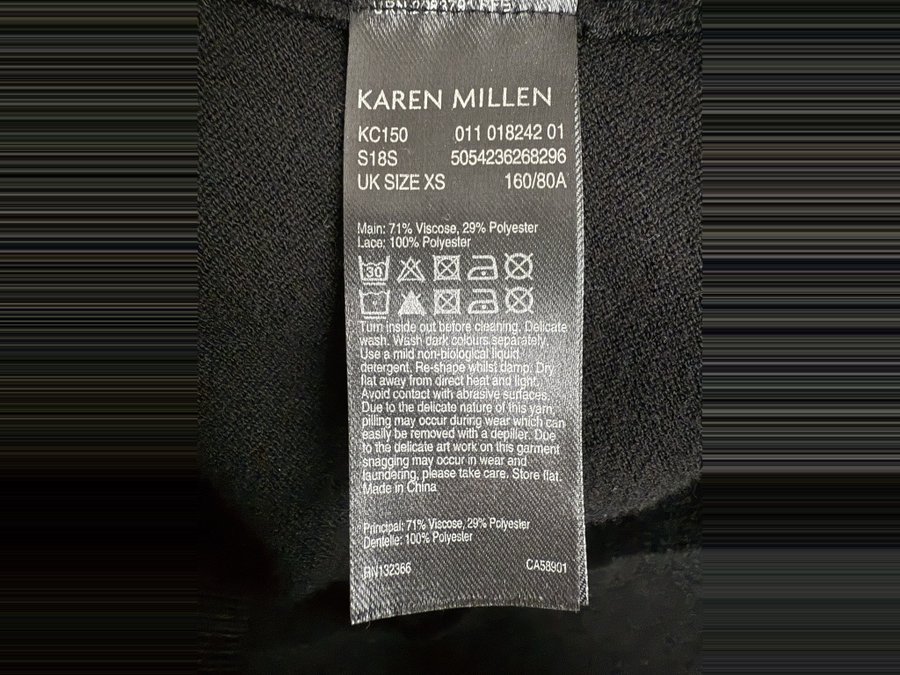 KAREN MILLEN
KC150 011 018242 01
S18S 5054236268296
UK SIZE XS 160/80A
Main: 71% Viscose, 29% Polyester
Lace: 100% Polyester
30
Turn inside out before cleaning. Delicate
wash. Wash dark colours separately.
Use a mild non-biological liquid
detergent. Re-shape whilst damp. Dry
flat away from direct heat and light.
Avoid contact with abrasive surfaces.
Due to the delicate nature of this yarn,
pilling may occur during wear which can
easily be removed with a depiller. Due
to the delicate art work on this garment
snagging may occur in wear and
laundering, please take care. Store flat.
Made in China
Principal: 71% Viscose, 29% Polyester
Dentelle: 100% Polyester
RN132366 CA58901